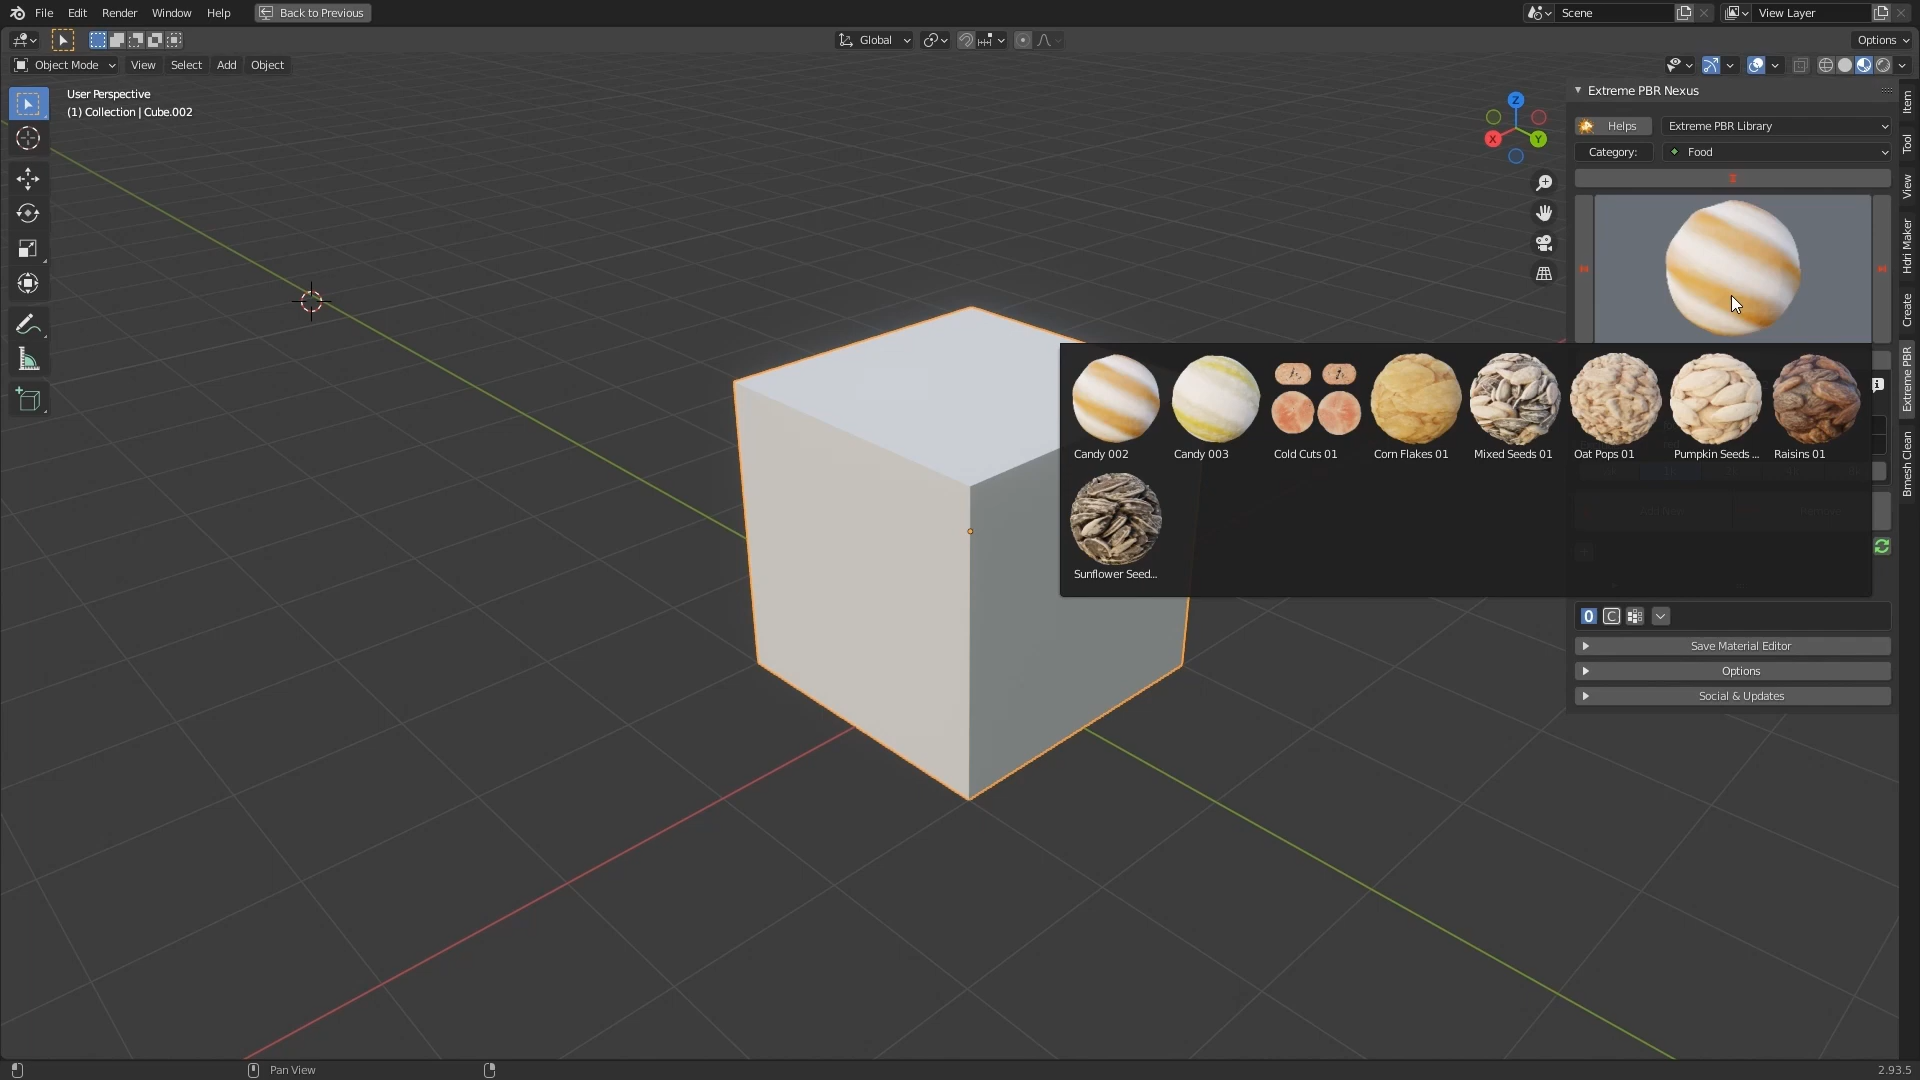 File Edit Render Window Help Back to Previous Scene View Layer
Global Options
Object Mode View Select Add Object
User Perspective
(1) Collection | Cube.002
Z
X Y
Extreme PBR Nexus
Helps Extreme PBR Library
Category: Food
Item
Tool
View
Hdri Maker
Create
Extreme PBR
Bmesh Clean
Candy 002 Candy 003 Cold Cuts 01 Corn Flakes 01 Mixed Seeds 01 Oat Pops 01 Pumpkin Seeds ... Raisins 01
Sunflower Seed...
0 C
Save Material Editor
Options
Social & Updates
Pan View 2.93.5